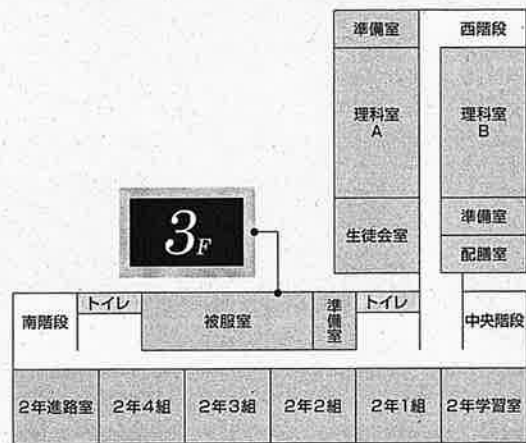 準備室
西階段
理科室
A
理科室
B
3F
生徒会室
準備室
配膳室
南階段
トイレ
被服室
準備室
トイレ
中央階段
2年進路室
2年4組
2年3組
2年2組
2年1組
2年学習室